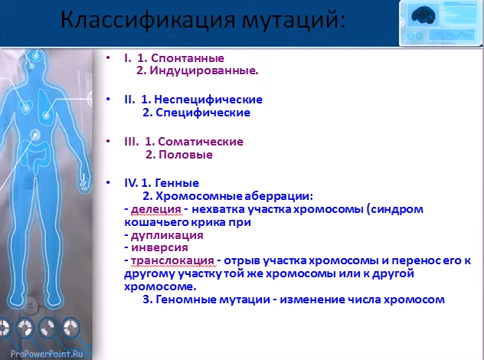 Классификация мутаций:
• I. 1. Спонтанные
2. Индуцированные.
• II. 1. Неспецифические
2. Специфические
• III. 1. Соматические
2. Половые
• IV. 1. Генные
2. Хромосомные аберрации:
- делеция - нехватка участка хромосомы (синдром
кошачьего крика при
- дупликация
- инверсия
- транслокация - отрыв участка хромосомы и перенос его к
другому участку той же хромосомы или к другой
хромосоме.
3. Геномные мутации - изменение числа хромосом
ProPowerPoint.Ru